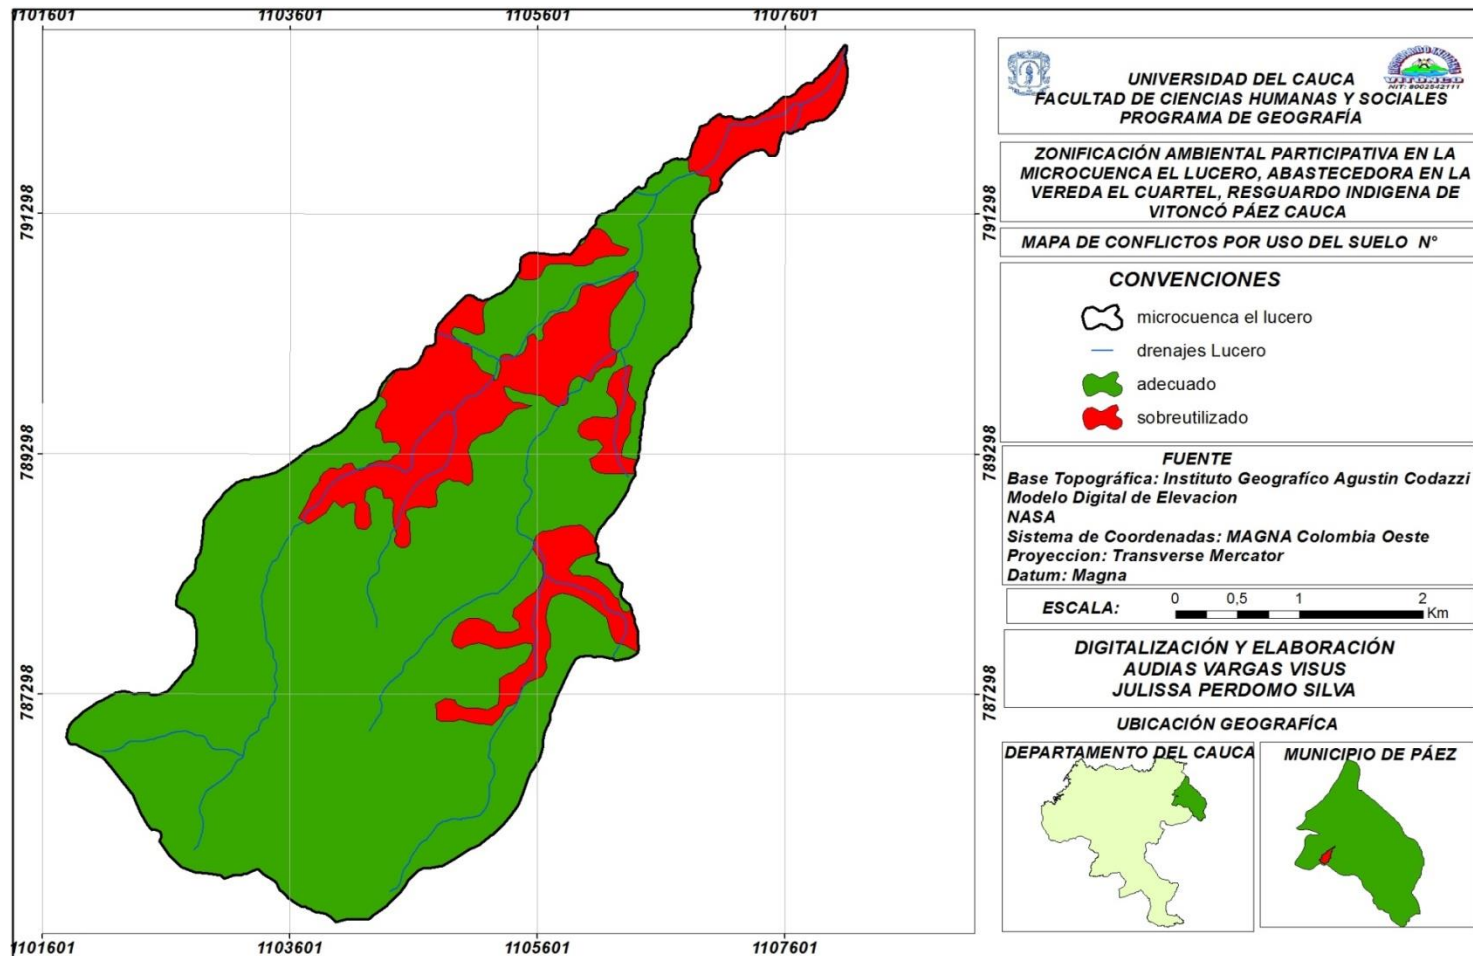 1101601 1103601 1105601 1107601
791298
789298
787298
791298
789298
787298
1101601 1103601 1105601 1107601
VITONCO
NIT: 8002542111
UNIVERSIDAD DEL CAUCA
FACULTAD DE CIENCIAS HUMANAS Y SOCIALES
PROGRAMA DE GEOGRAFÍA
ZONIFICACIÓN AMBIENTAL PARTICIPATIVA EN LA
MICROCUENCA EL LUCERO, ABASTECEDORA EN LA
VEREDA EL CUARTEL, RESGUARDO INDIGENA DE
VITONCÓ PÁEZ CAUCA
MAPA DE CONFLICTOS POR USO DEL SUELO N°
CONVENCIONES
microcuenca el lucero
drenajes Lucero
adecuado
sobreutilizado
FUENTE
Base Topográfica: Instituto Geografíco Agustin Codazzi
Modelo Digital de Elevacion
NASA
Sistema de Coordenadas: MAGNA Colombia Oeste
Proyeccion: Transverse Mercator
Datum: Magna
ESCALA: 0 0,5 1 2 Km
DIGITALIZACIÓN Y ELABORACIÓN
AUDIAS VARGAS VISUS
JULISSA PERDOMO SILVA
UBICACIÓN GEOGRAFÍCA
DEPARTAMENTO DEL CAUCA
MUNICIPIO DE PÁEZ